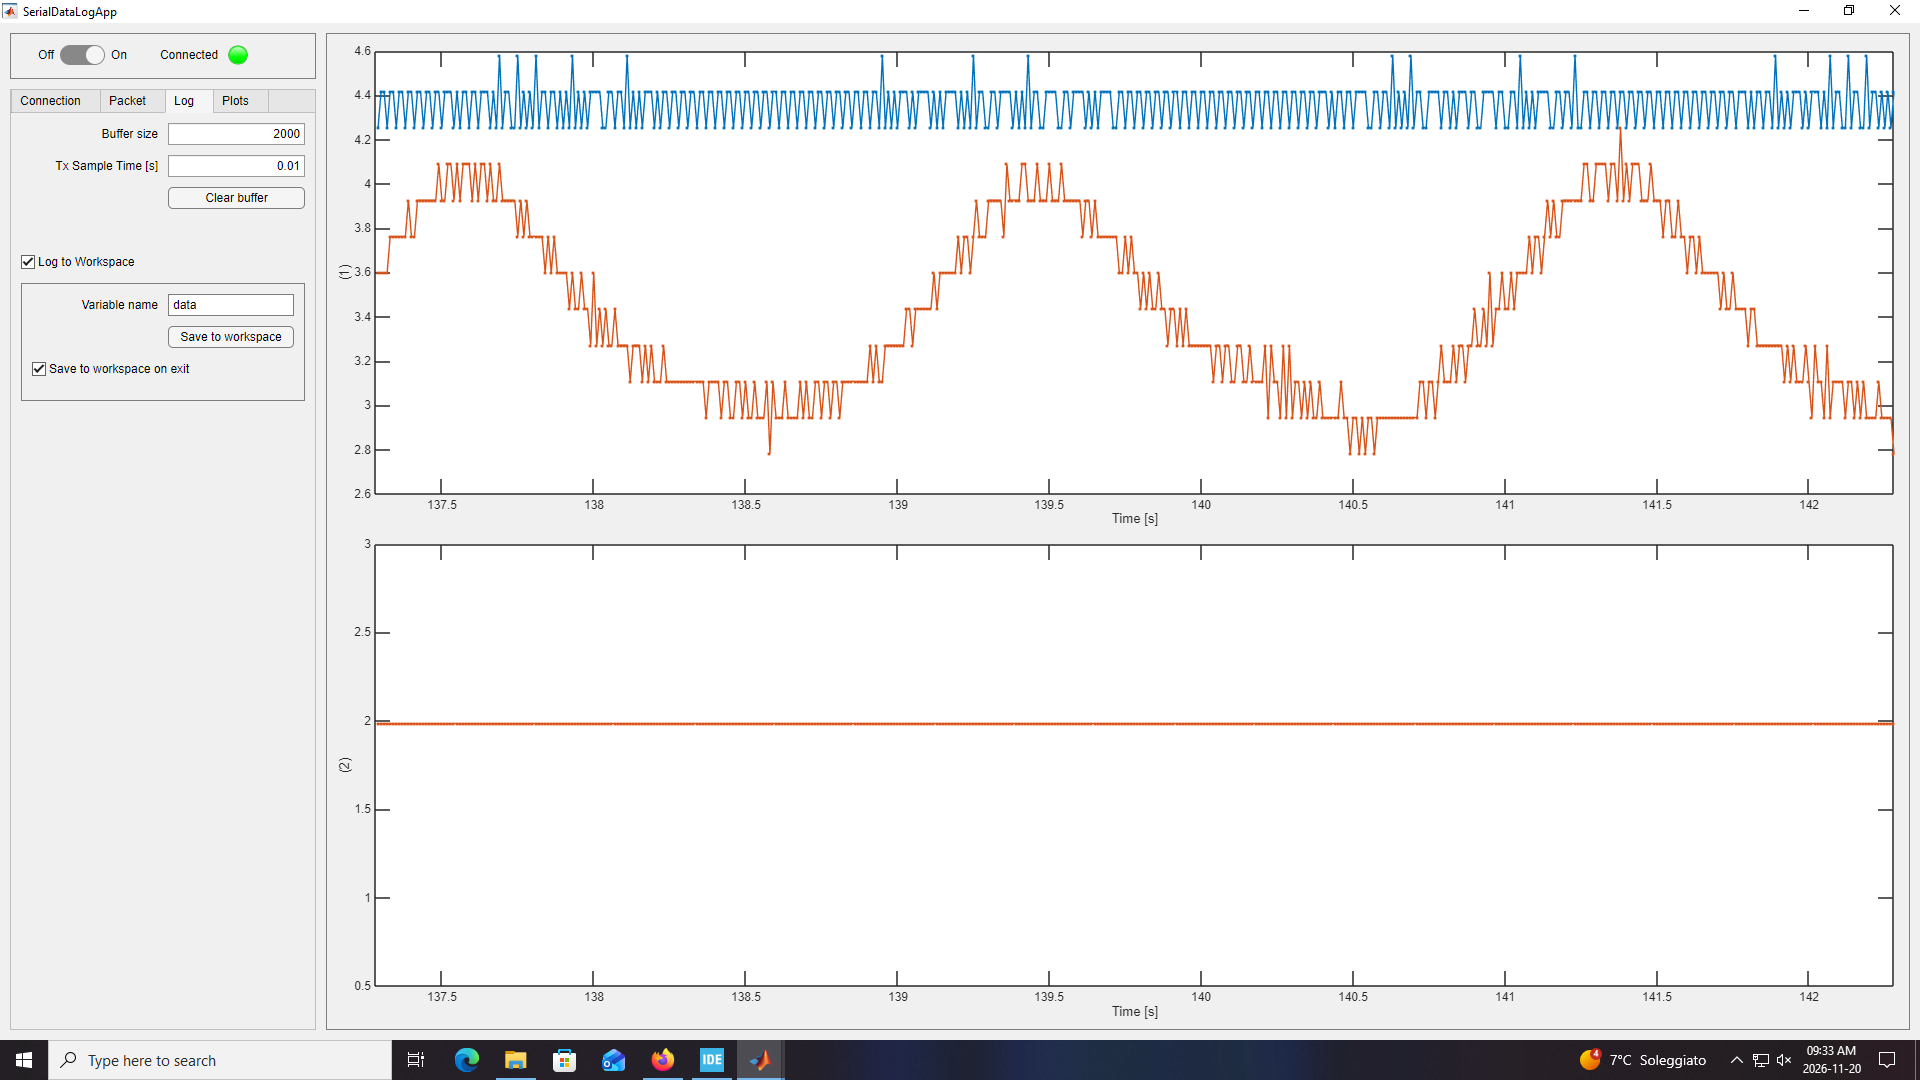 SerialDataLogApp
Off On Connected
Connection Packet Log Plots
Buffer size 2000
Tx Sample Time [s] 0.01
Clear buffer
Log to Workspace
Variable name data
Save to workspace
Save to workspace on exit
4.6
4.4
4.2
4
3.8
3.6
3.4
3.2
3
2.8
2.6
(1)
137.5 138 138.5 139 139.5 140 140.5 141 141.5 142
Time [s]
3
2.5
2
1.5
1
0.5
(2)
137.5 138 138.5 139 139.5 140 140.5 141 141.5 142
Time [s]
Type here to search
IDE
4
7°C Soleggiato
09:33 AM
2026-11-20